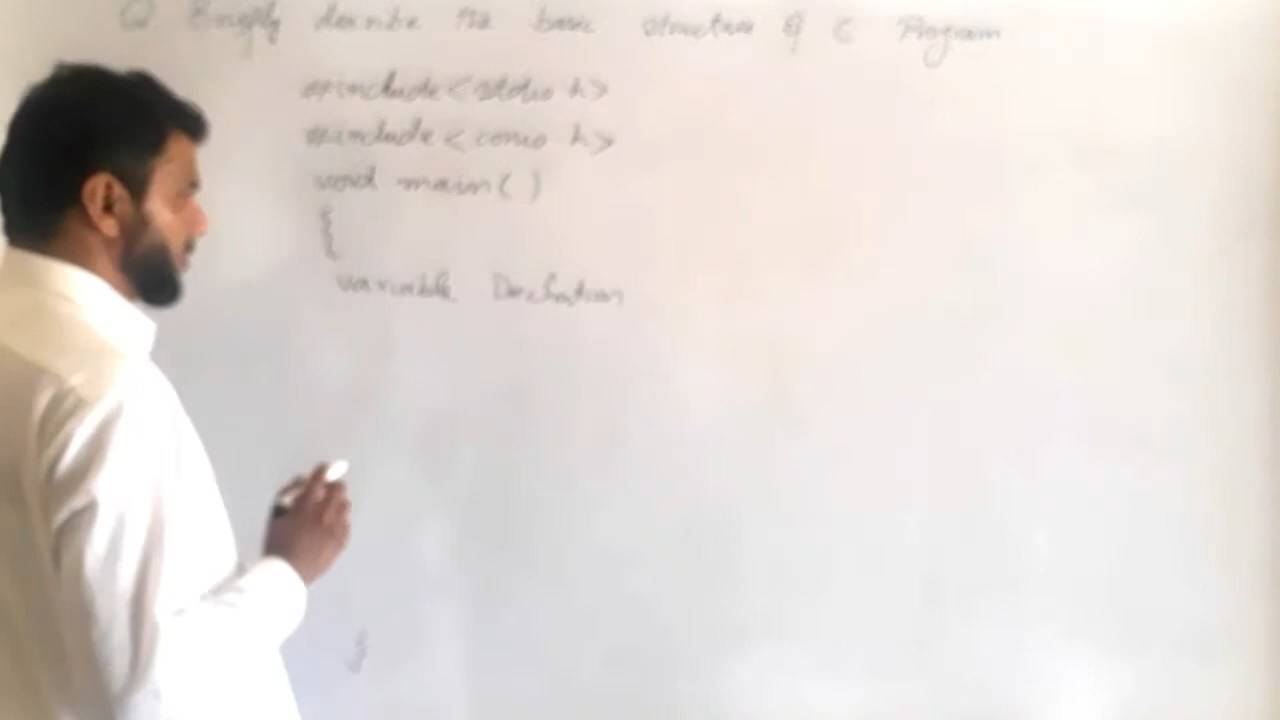 Q Briefly describe the basic structure of C Program
#include<stdio.h>
#include<conio.h>
void main( )
{
variable Declaration